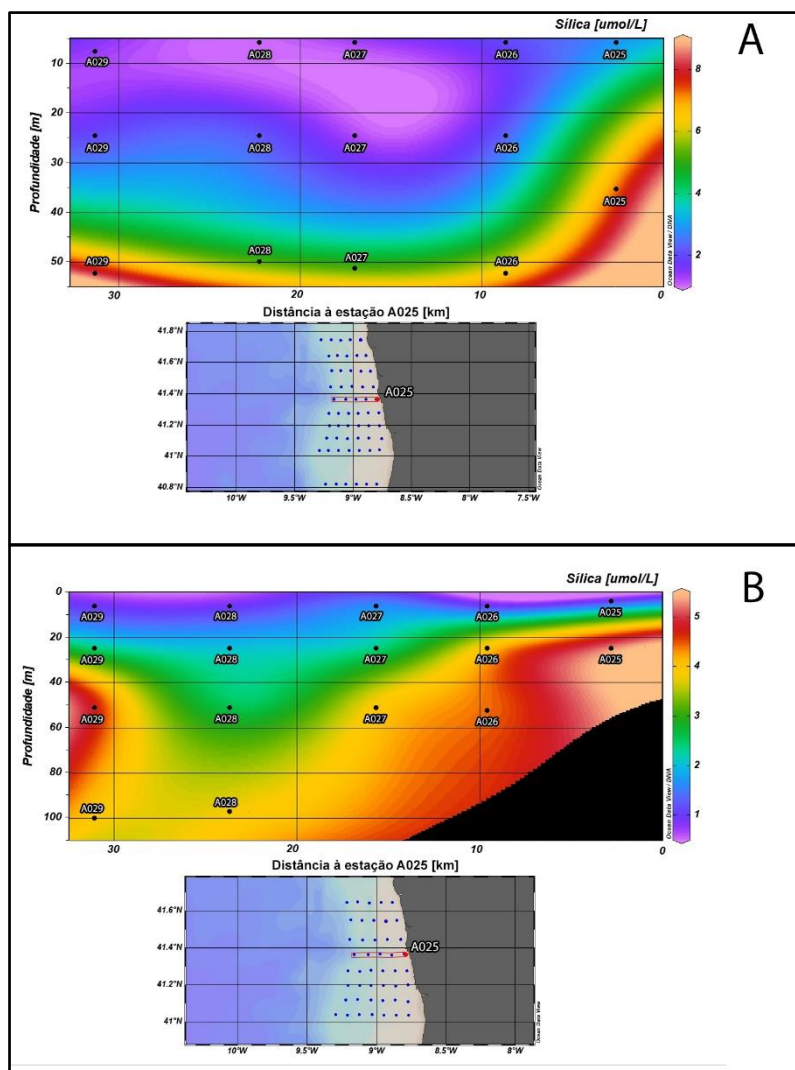 Sílica [umol/L]
A
A029 A028 A027 A026 A025
A029 A028 A027 A026
A025
A029 A028 A027 A026
10
20
30
40
50
Profundidade [m]
8
6
4
2
Ocean Data View / DIVA
30 20 10 0
Distância à estação A025 [km]
41.8°N
41.6°N
41.4°N
41.2°N
41°N
40.8°N
A025
10°W 9.5°W 9°W 8.5°W 8°W 7.5°W
Ocean Data View
Sílica [umol/L]
B
A029 A028 A027 A026 A025
A029 A028 A027 A026 A025
A029 A028 A027 A026
A029 A028
0
20
40
60
80
100
Profundidade [m]
5
4
3
2
1
Ocean Data View / DIVA
30 20 10 0
Distância à estação A025 [km]
41.6°N
41.4°N
41.2°N
41°N
A025
10°W 9.5°W 9°W 8.5°W 8°W
Ocean Data View